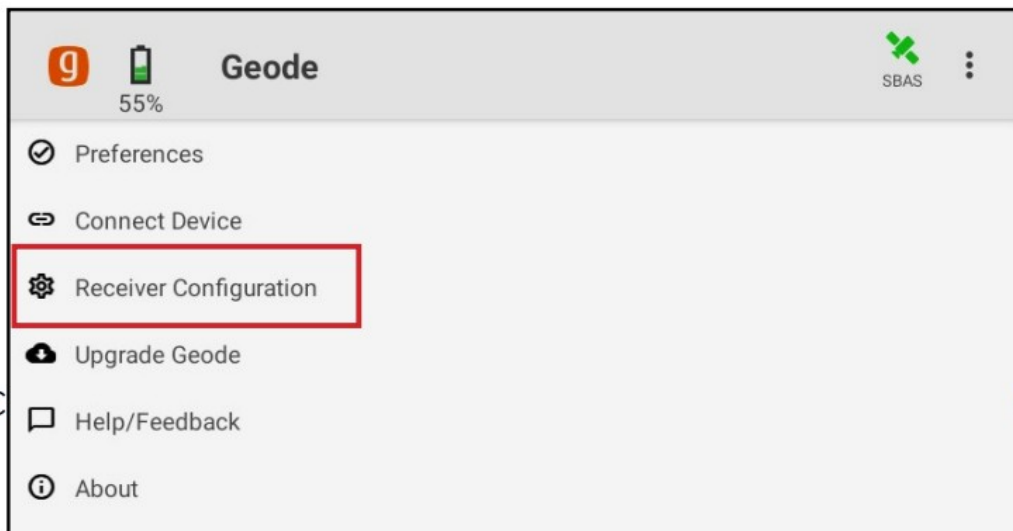 g
Geode
55%
SBAS
Preferences
Connect Device
Receiver Configuration
Upgrade Geode
Help/Feedback
About